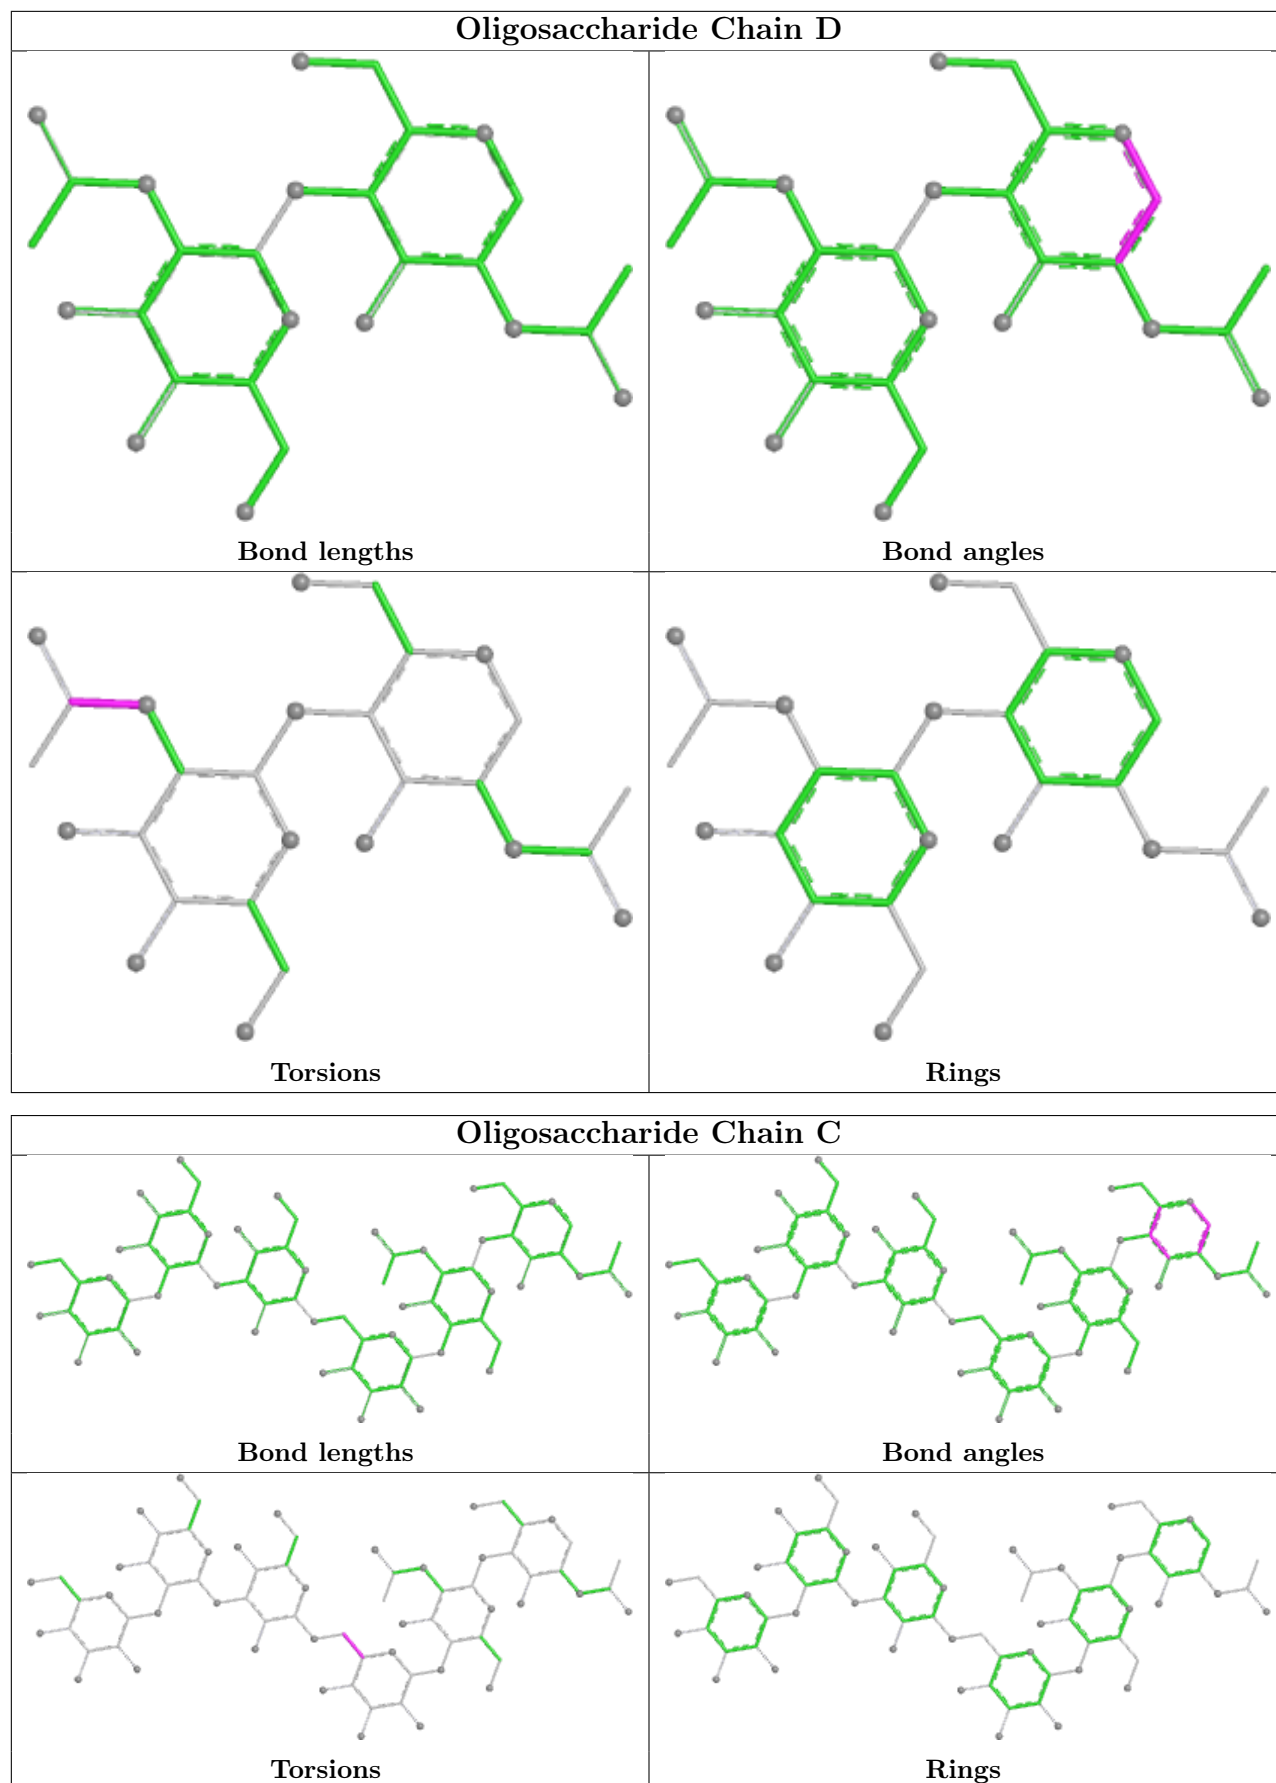 Oligosaccharide Chain D
Bond lengths
Bond angles
Torsions
Rings
Oligosaccharide Chain C
Bond lengths
Bond angles
Torsions
Rings